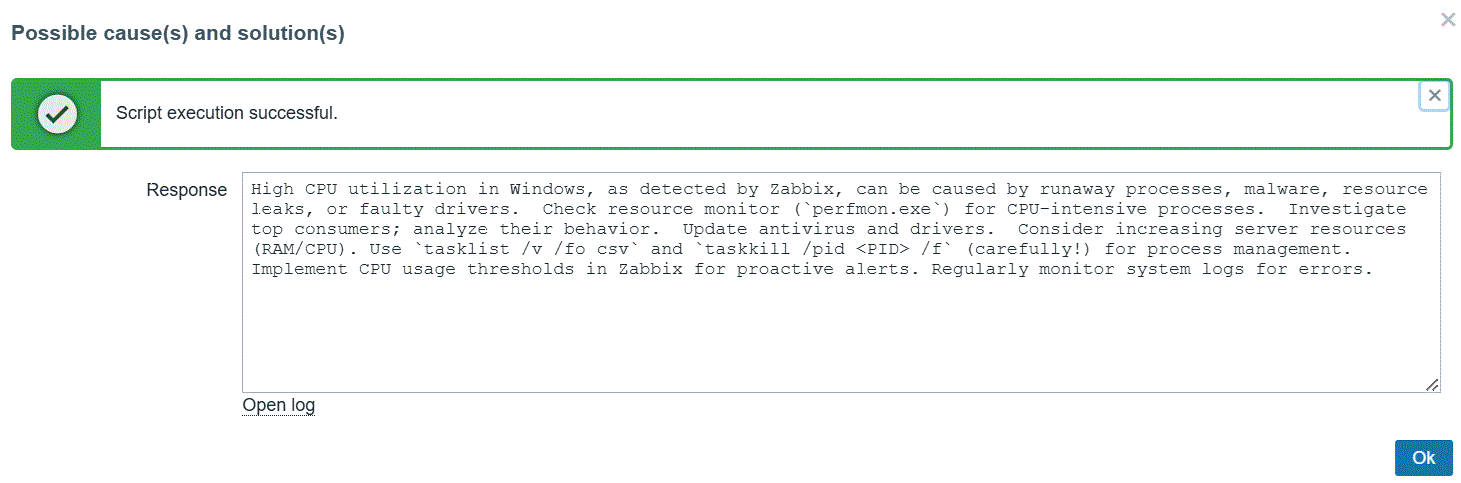 Possible cause(s) and solution(s)
Script execution successful.
Response
High CPU utilization in Windows, as detected by Zabbix, can be caused by runaway processes, malware, resource
leaks, or faulty drivers.  Check resource monitor (`perfmon.exe`) for CPU-intensive processes.  Investigate
top consumers; analyze their behavior.  Update antivirus and drivers.  Consider increasing server resources
(RAM/CPU). Use `tasklist /v /fo csv` and `taskkill /pid <PID> /f` (carefully!) for process management.
Implement CPU usage thresholds in Zabbix for proactive alerts. Regularly monitor system logs for errors.
Open log
Ok